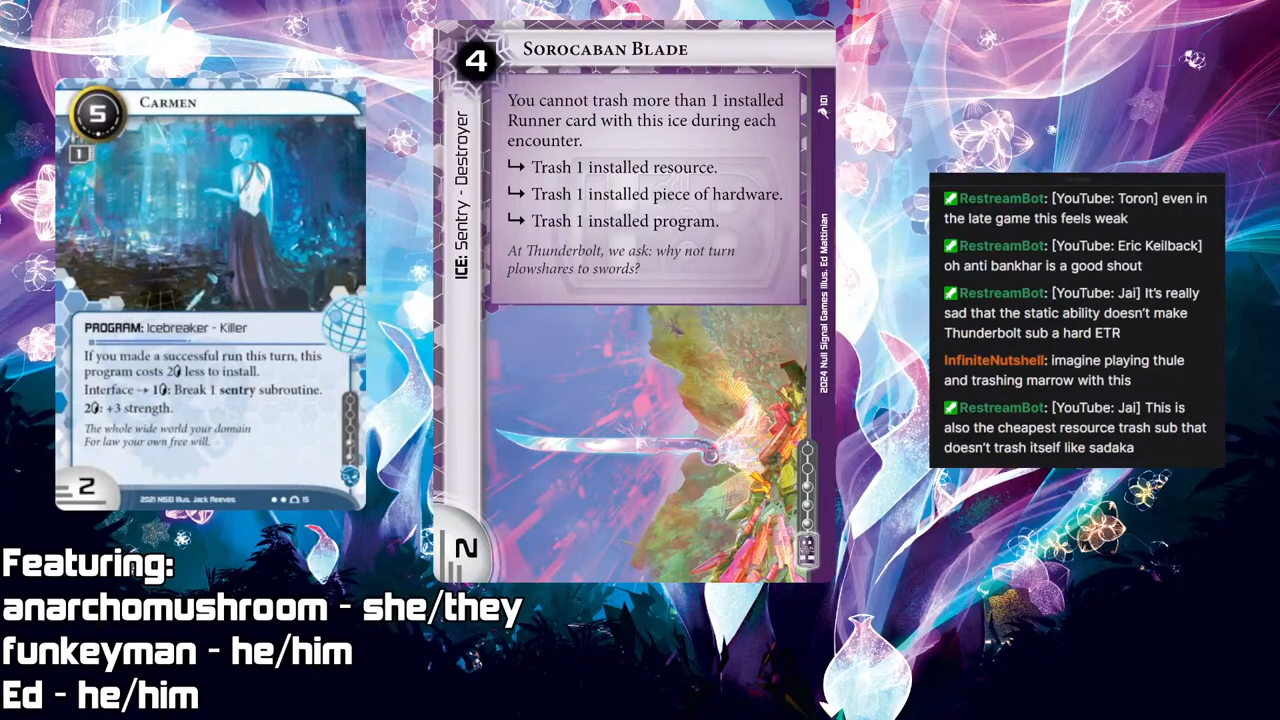 5
CARMEN
1
PROGRAM: Icebreaker - Killer
If you made a successful run this turn, this
program costs 2 less to install.
Interface → 1: Break 1 sentry subroutine.
2: +3 strength.
The whole wide world your domain
For law your own free will.
2
2021 NSG Illus. Jack Reeves
15
4
SOROCABAN BLADE
ICE: Sentry - Destroyer
You cannot trash more than 1 installed
Runner card with this ice during each
encounter.
↳ Trash 1 installed resource.
↳ Trash 1 installed piece of hardware.
↳ Trash 1 installed program.
At Thunderbolt, we ask: why not turn
plowshares to swords?
101
2024 Null Signal Games Illus. Ed Mattinian
2
RestreamBot: [YouTube: Toron] even in
the late game this feels weak
RestreamBot: [YouTube: Eric Keilback]
oh anti bankhar is a good shout
RestreamBot: [YouTube: Jai] It's really
sad that the static ability doesn't make
Thunderbolt sub a hard ETR
InfiniteNutshell: imagine playing thule
and trashing marrow with this
RestreamBot: [YouTube: Jai] This is
also the cheapest resource trash sub that
doesn't trash itself like sadaka
Featuring:
anarchomushroom - she/they
funkeyman - he/him
Ed - he/him